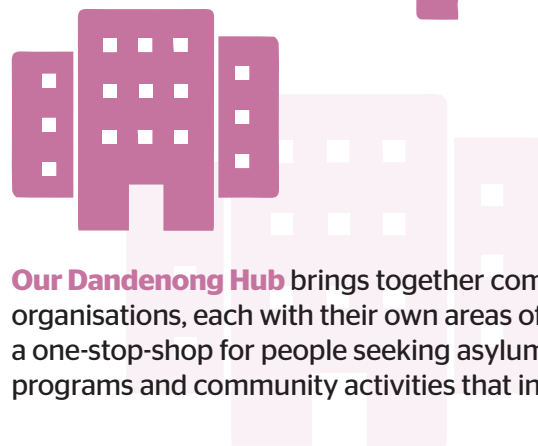 Our Dandenong Hub brings together com
organisations, each with their own areas of
a one-stop-shop for people seeking asylum
programs and community activities that in